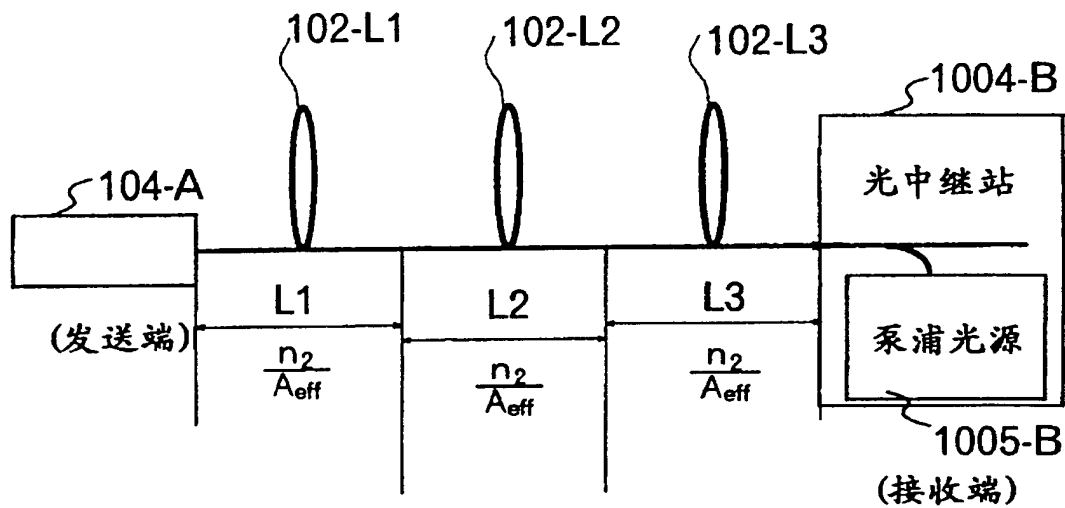 102-L1
102-L2
102-L3
1004-B
104-A
光中继站
L1
L2
L3
(发送端)
泵浦光源
n₂
Aeff
n₂
Aeff
n₂
Aeff
1005-B
(接收端)